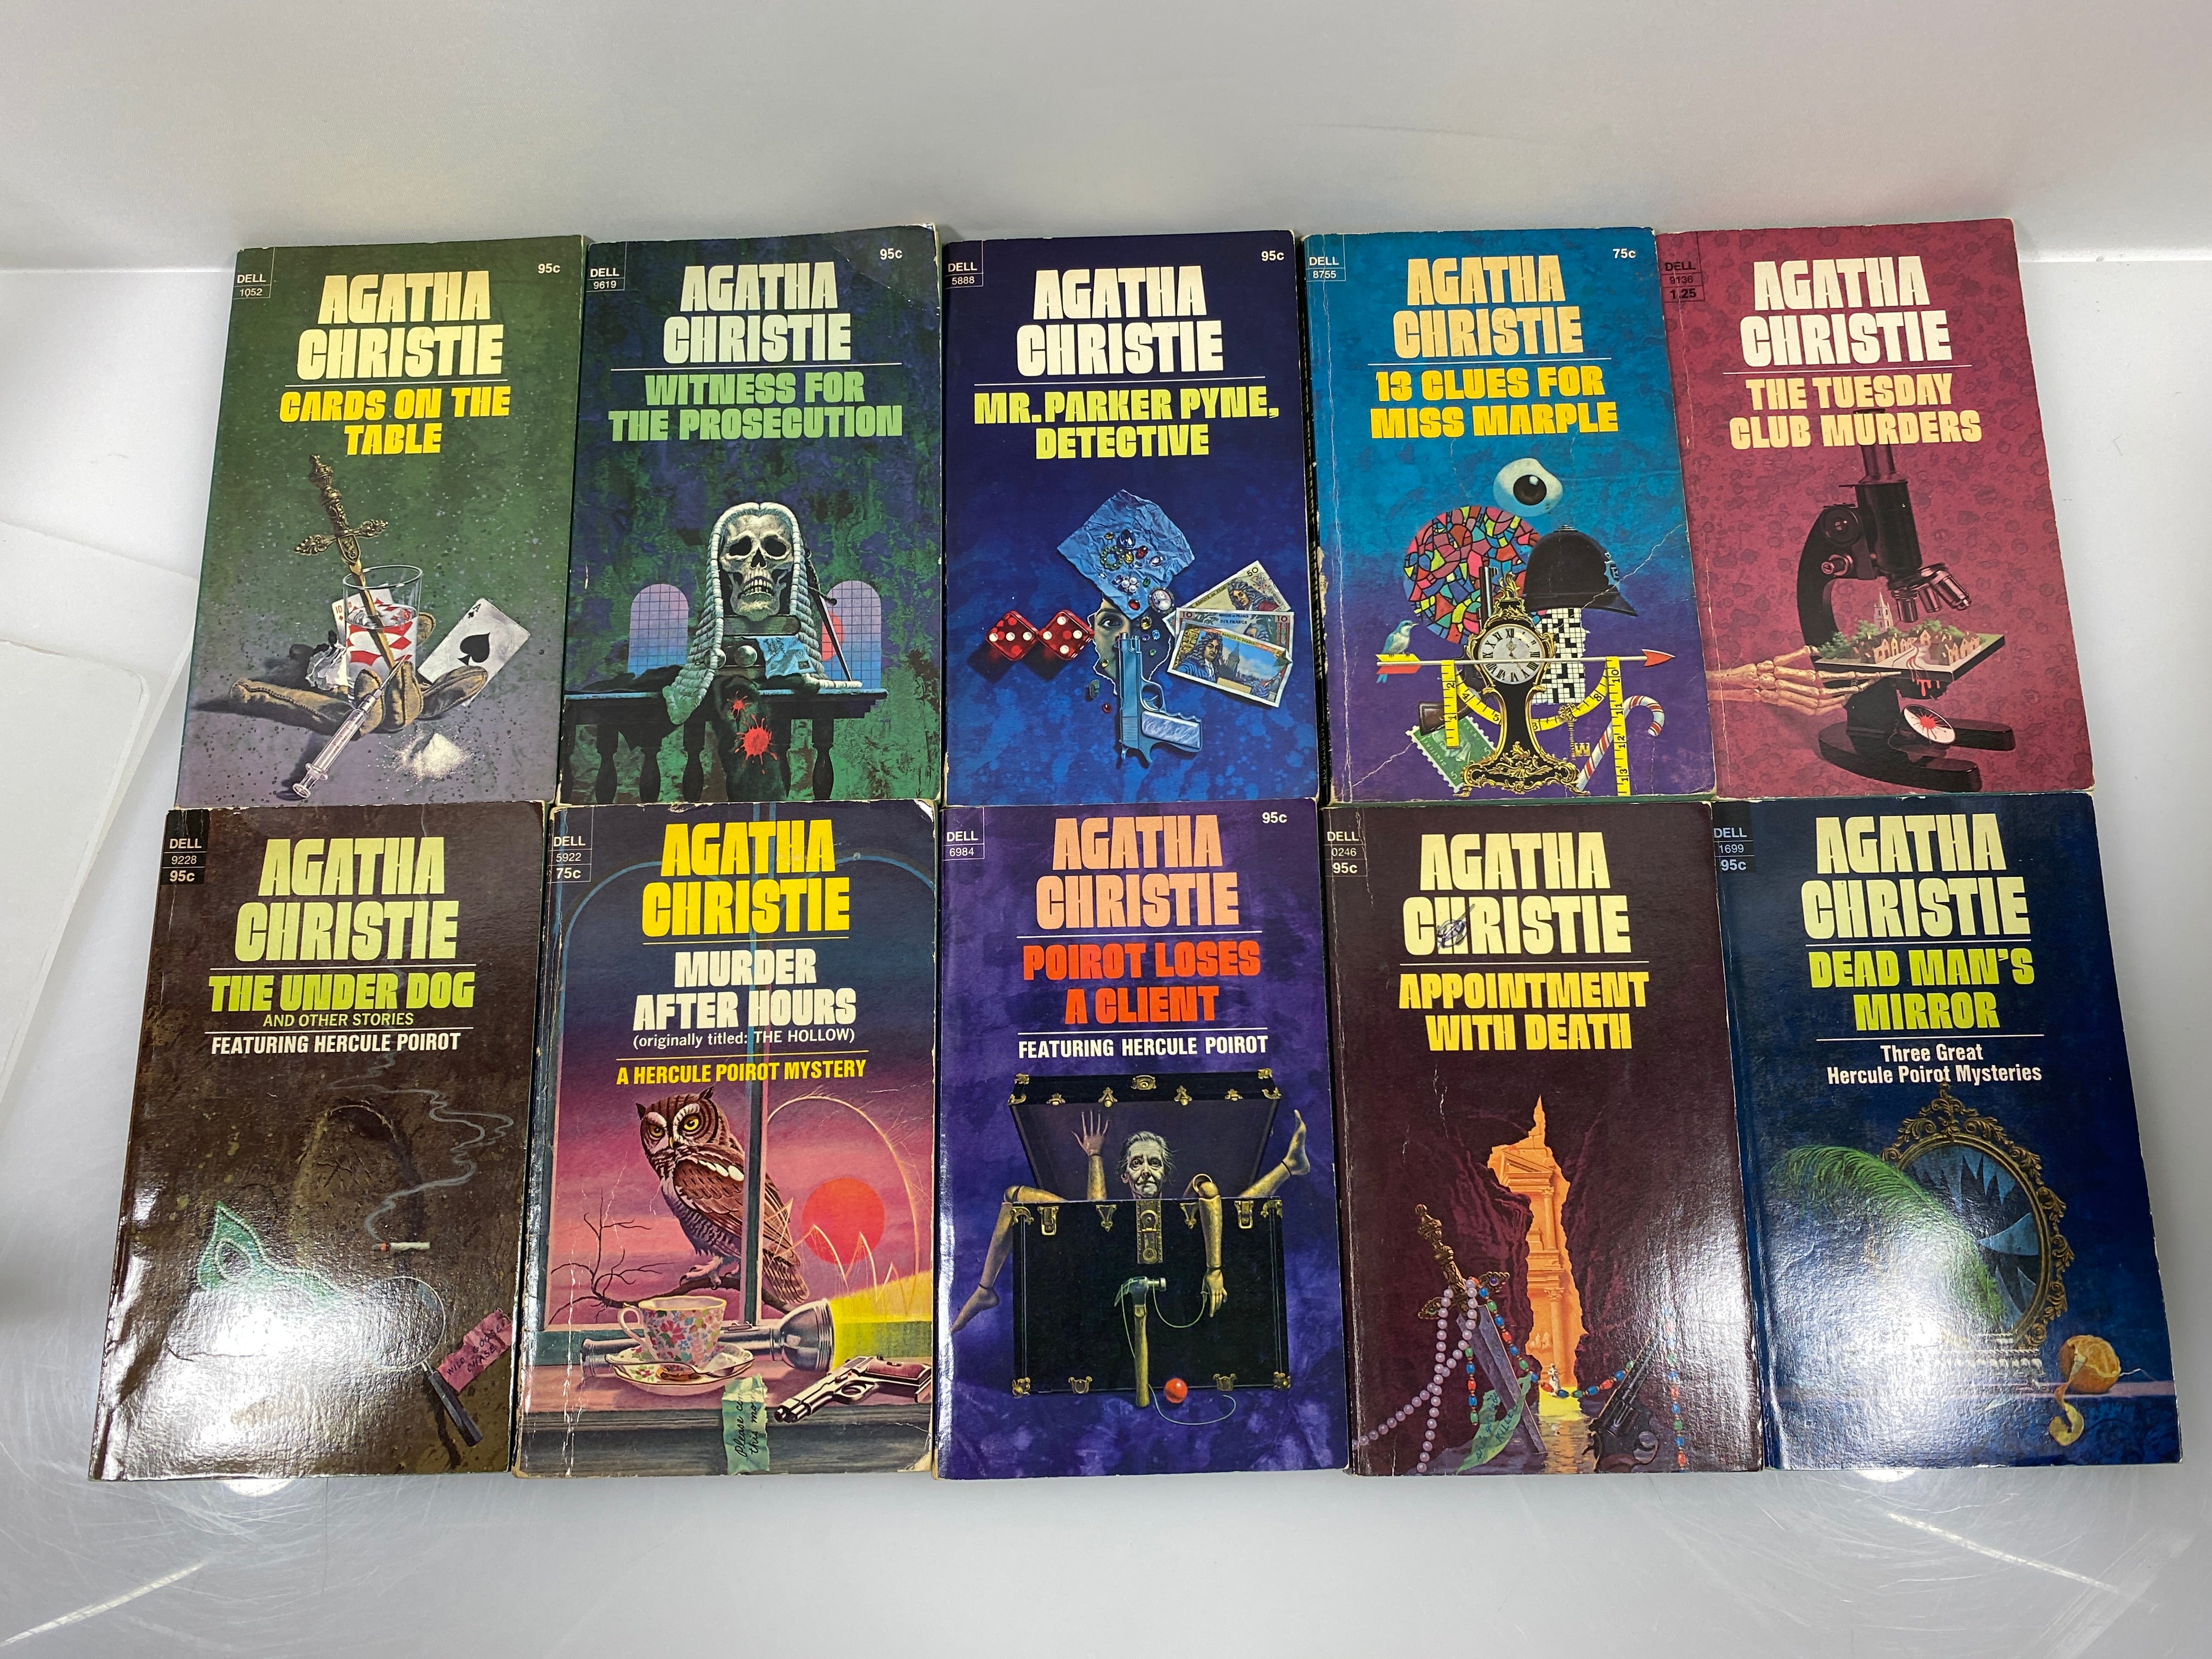 DELL
1052
95c
AGATHA
CHRISTIE
CARDS ON THE
TABLE
DELL
9619
95c
AGATHA
CHRISTIE
WITNESS FOR
THE PROSECUTION
DELL
5888
95c
AGATHA
CHRISTIE
MR. PARKER PYNE,
DETECTIVE
DELL
8755
75c
AGATHA
CHRISTIE
13 CLUES FOR
MISS MARPLE
DELL
9136
1.25
AGATHA
CHRISTIE
THE TUESDAY
CLUB MURDERS
DELL
9228
95c
AGATHA
CHRISTIE
THE UNDER DOG
AND OTHER STORIES
FEATURING HERCULE POIROT
DELL
5922
75c
AGATHA
CHRISTIE
MURDER
AFTER HOURS
(originally titled: THE HOLLOW)
A HERCULE POIROT MYSTERY
Please
this
DELL
6984
95c
AGATHA
CHRISTIE
POIROT LOSES
A CLIENT
FEATURING HERCULE POIROT
DELL
0246
95c
AGATHA
CHRISTIE
APPOINTMENT
WITH DEATH
DELL
1699
95c
AGATHA
CHRISTIE
DEAD MAN'S
MIRROR
Three Great
Hercule Poirot Mysteries